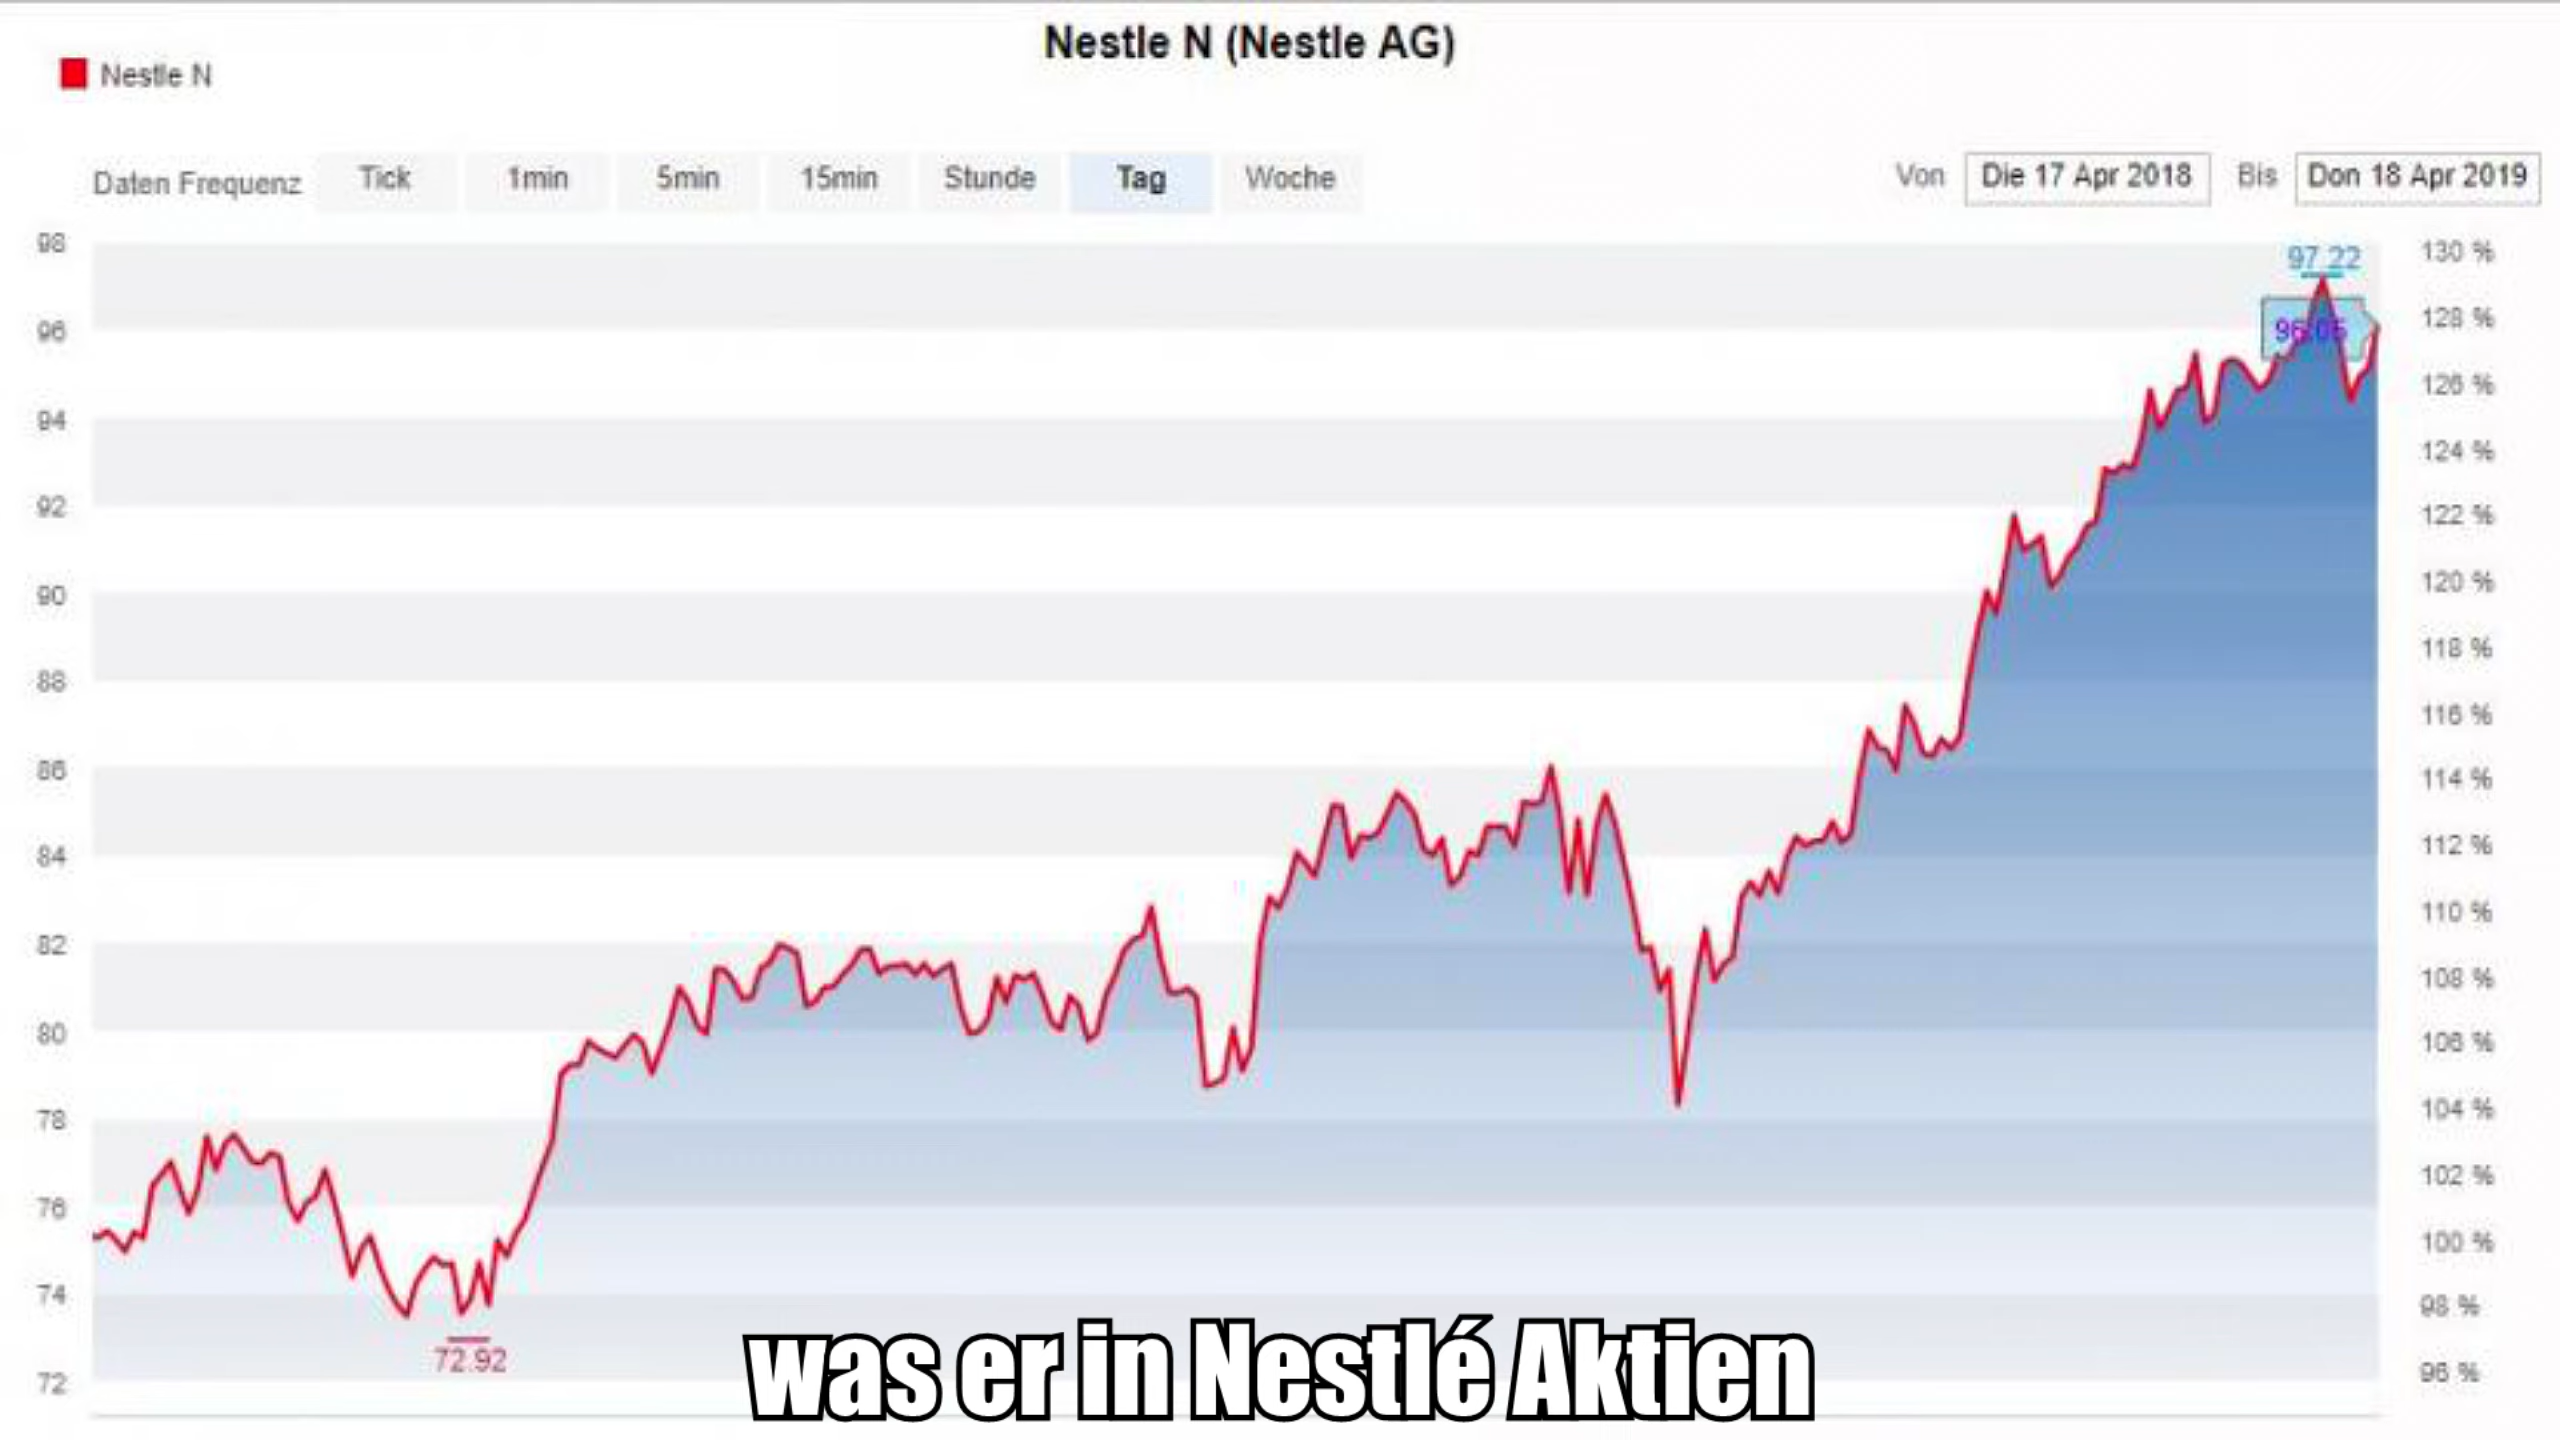 Nestle N (Nestle AG)
Nestle N
Daten Frequenz Tick 1min 5min 15min Stunde Tag Woche Von Die 17 Apr 2018 Bis Don 18 Apr 2019
98 130 %
97.22
96 96.05 128 %
126 %
94 124 %
92 122 %
90 120 %
118 %
88 116 %
86 114 %
84 112 %
110 %
82 108 %
80 106 %
78 104 %
102 %
76 100 %
74 98 %
72.92
72 96 %
was er in Nestlé Aktien